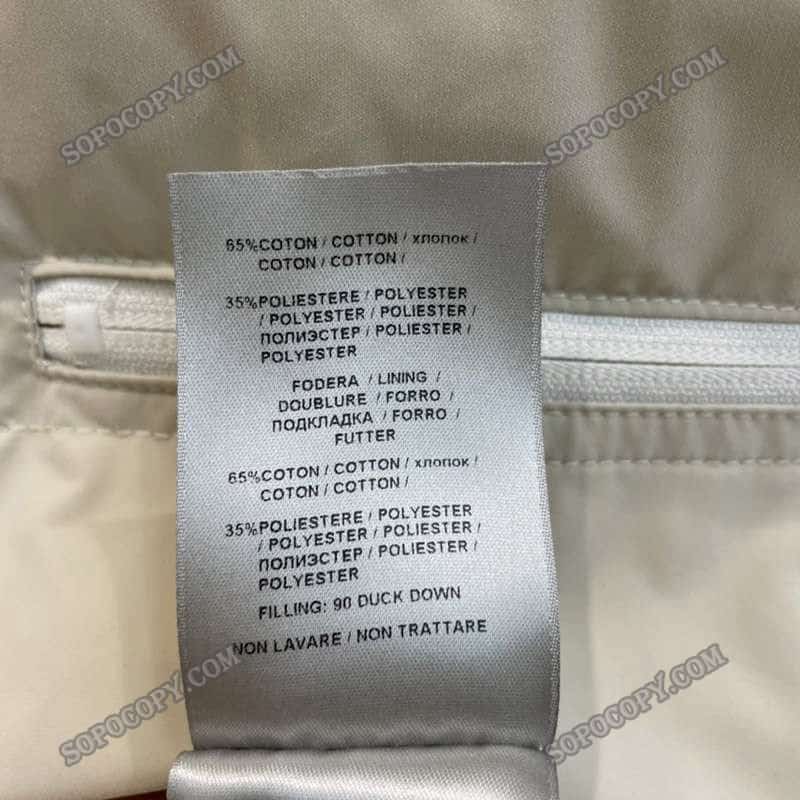 SOPOCOPY.COM
SOPOCOPY.COM
65%COTON / COTTON / хлопок /
COTON / COTTON /
35%POLIESTERE / POLYESTER
/ POLYESTER / POLIESTER /
ПОЛИЭСТЕР / POLIESTER /
POLYESTER
FODERA / LINING /
DOUBLURE / FORRO /
ПОДКЛАДКА / FORRO /
FUTTER
65%COTON / COTTON / хлопок /
COTON / COTTON /
35%POLIESTERE / POLYESTER
/ POLYESTER / POLIESTER /
ПОЛИЭСТЕР / POLIESTER /
POLYESTER
FILLING: 90 DUCK DOWN
NON LAVARE / NON TRATTARE
SOPOCOPY.COM
SOPOCOPY.COM